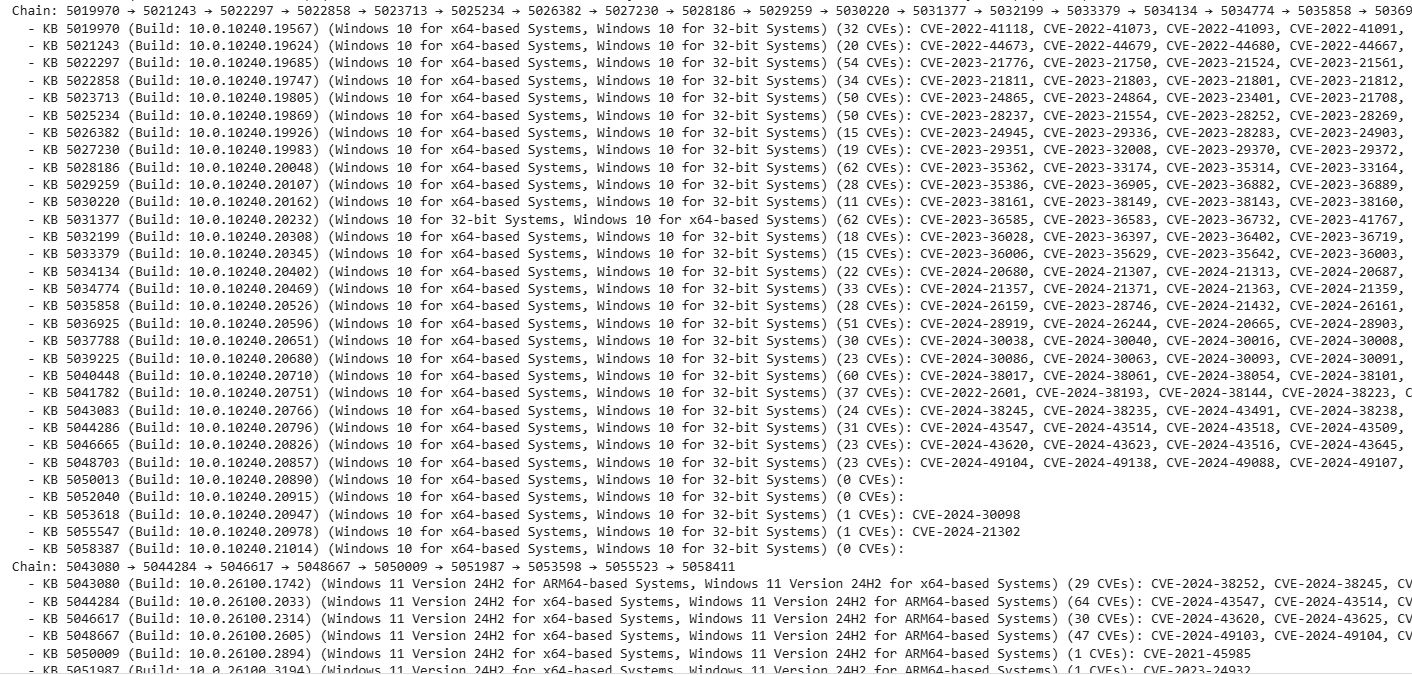 Chain: 5019970 → 5021243 → 5022297 → 5022858 → 5023713 → 5025234 → 5026382 → 5027230 → 5028186 → 5029259 → 5030220 → 5031377 → 5032199 → 5033379 → 5034134 → 5034774 → 5035858 → 50369
- KB 5019970 (Build: 10.0.10240.19567) (Windows 10 for x64-based Systems, Windows 10 for 32-bit Systems) (32 CVEs): CVE-2022-41118, CVE-2022-41073, CVE-2022-41093, CVE-2022-41091,
- KB 5021243 (Build: 10.0.10240.19624) (Windows 10 for x64-based Systems, Windows 10 for 32-bit Systems) (20 CVEs): CVE-2022-44673, CVE-2022-44679, CVE-2022-44680, CVE-2022-44667,
- KB 5022297 (Build: 10.0.10240.19685) (Windows 10 for x64-based Systems, Windows 10 for 32-bit Systems) (54 CVEs): CVE-2023-21776, CVE-2023-21750, CVE-2023-21524, CVE-2023-21561,
- KB 5022858 (Build: 10.0.10240.19747) (Windows 10 for x64-based Systems, Windows 10 for 32-bit Systems) (34 CVEs): CVE-2023-21811, CVE-2023-21803, CVE-2023-21801, CVE-2023-21812,
- KB 5023713 (Build: 10.0.10240.19805) (Windows 10 for x64-based Systems, Windows 10 for 32-bit Systems) (50 CVEs): CVE-2023-24865, CVE-2023-24864, CVE-2023-23401, CVE-2023-21708,
- KB 5025234 (Build: 10.0.10240.19869) (Windows 10 for x64-based Systems, Windows 10 for 32-bit Systems) (50 CVEs): CVE-2023-28237, CVE-2023-21554, CVE-2023-28252, CVE-2023-28269,
- KB 5026382 (Build: 10.0.10240.19926) (Windows 10 for x64-based Systems, Windows 10 for 32-bit Systems) (15 CVEs): CVE-2023-24945, CVE-2023-29336, CVE-2023-28283, CVE-2023-24903,
- KB 5027230 (Build: 10.0.10240.19983) (Windows 10 for x64-based Systems, Windows 10 for 32-bit Systems) (19 CVEs): CVE-2023-29351, CVE-2023-32008, CVE-2023-29370, CVE-2023-29372,
- KB 5028186 (Build: 10.0.10240.20048) (Windows 10 for x64-based Systems, Windows 10 for 32-bit Systems) (62 CVEs): CVE-2023-35362, CVE-2023-33174, CVE-2023-35314, CVE-2023-33164,
- KB 5029259 (Build: 10.0.10240.20107) (Windows 10 for x64-based Systems, Windows 10 for 32-bit Systems) (28 CVEs): CVE-2023-35386, CVE-2023-36905, CVE-2023-36882, CVE-2023-36889,
- KB 5030220 (Build: 10.0.10240.20162) (Windows 10 for x64-based Systems, Windows 10 for 32-bit Systems) (11 CVEs): CVE-2023-38161, CVE-2023-38149, CVE-2023-38143, CVE-2023-38160,
- KB 5031377 (Build: 10.0.10240.20232) (Windows 10 for 32-bit Systems, Windows 10 for x64-based Systems) (62 CVEs): CVE-2023-36585, CVE-2023-36583, CVE-2023-36732, CVE-2023-41767,
- KB 5032199 (Build: 10.0.10240.20308) (Windows 10 for x64-based Systems, Windows 10 for 32-bit Systems) (18 CVEs): CVE-2023-36028, CVE-2023-36397, CVE-2023-36402, CVE-2023-36719,
- KB 5033379 (Build: 10.0.10240.20345) (Windows 10 for x64-based Systems, Windows 10 for 32-bit Systems) (15 CVEs): CVE-2023-36006, CVE-2023-35629, CVE-2023-35642, CVE-2023-36003,
- KB 5034134 (Build: 10.0.10240.20402) (Windows 10 for x64-based Systems, Windows 10 for 32-bit Systems) (22 CVEs): CVE-2024-20680, CVE-2024-21307, CVE-2024-21313, CVE-2024-20687,
- KB 5034774 (Build: 10.0.10240.20469) (Windows 10 for x64-based Systems, Windows 10 for 32-bit Systems) (33 CVEs): CVE-2024-21357, CVE-2024-21371, CVE-2024-21363, CVE-2024-21359,
- KB 5035858 (Build: 10.0.10240.20526) (Windows 10 for x64-based Systems, Windows 10 for 32-bit Systems) (28 CVEs): CVE-2024-26159, CVE-2023-28746, CVE-2024-21432, CVE-2024-26161,
- KB 5036925 (Build: 10.0.10240.20596) (Windows 10 for x64-based Systems, Windows 10 for 32-bit Systems) (51 CVEs): CVE-2024-28919, CVE-2024-26244, CVE-2024-20665, CVE-2024-28903,
- KB 5037788 (Build: 10.0.10240.20651) (Windows 10 for x64-based Systems, Windows 10 for 32-bit Systems) (30 CVEs): CVE-2024-30038, CVE-2024-30040, CVE-2024-30016, CVE-2024-30008,
- KB 5039225 (Build: 10.0.10240.20680) (Windows 10 for x64-based Systems, Windows 10 for 32-bit Systems) (23 CVEs): CVE-2024-30086, CVE-2024-30063, CVE-2024-30093, CVE-2024-30091,
- KB 5040448 (Build: 10.0.10240.20710) (Windows 10 for x64-based Systems, Windows 10 for 32-bit Systems) (60 CVEs): CVE-2024-38017, CVE-2024-38061, CVE-2024-38054, CVE-2024-38101,
- KB 5041782 (Build: 10.0.10240.20751) (Windows 10 for x64-based Systems, Windows 10 for 32-bit Systems) (37 CVEs): CVE-2022-2601, CVE-2024-38193, CVE-2024-38144, CVE-2024-38223, C
- KB 5043083 (Build: 10.0.10240.20766) (Windows 10 for x64-based Systems, Windows 10 for 32-bit Systems) (24 CVEs): CVE-2024-38245, CVE-2024-38235, CVE-2024-43491, CVE-2024-38238,
- KB 5044286 (Build: 10.0.10240.20796) (Windows 10 for x64-based Systems, Windows 10 for 32-bit Systems) (31 CVEs): CVE-2024-43547, CVE-2024-43514, CVE-2024-43518, CVE-2024-43509,
- KB 5046665 (Build: 10.0.10240.20826) (Windows 10 for x64-based Systems, Windows 10 for 32-bit Systems) (23 CVEs): CVE-2024-43620, CVE-2024-43623, CVE-2024-43516, CVE-2024-43645,
- KB 5048703 (Build: 10.0.10240.20857) (Windows 10 for x64-based Systems, Windows 10 for 32-bit Systems) (23 CVEs): CVE-2024-49104, CVE-2024-49138, CVE-2024-49088, CVE-2024-49107,
- KB 5050013 (Build: 10.0.10240.20890) (Windows 10 for x64-based Systems, Windows 10 for 32-bit Systems) (0 CVEs):
- KB 5052040 (Build: 10.0.10240.20915) (Windows 10 for x64-based Systems, Windows 10 for 32-bit Systems) (0 CVEs):
- KB 5053618 (Build: 10.0.10240.20947) (Windows 10 for x64-based Systems, Windows 10 for 32-bit Systems) (1 CVEs): CVE-2024-30098
- KB 5055547 (Build: 10.0.10240.20978) (Windows 10 for x64-based Systems, Windows 10 for 32-bit Systems) (1 CVEs): CVE-2024-21302
- KB 5058387 (Build: 10.0.10240.21014) (Windows 10 for x64-based Systems, Windows 10 for 32-bit Systems) (0 CVEs):
Chain: 5043080 → 5044284 → 5046617 → 5048667 → 5050009 → 5051987 → 5053598 → 5055523 → 5058411
- KB 5043080 (Build: 10.0.26100.1742) (Windows 11 Version 24H2 for ARM64-based Systems, Windows 11 Version 24H2 for x64-based Systems) (29 CVEs): CVE-2024-38252, CVE-2024-38245, CV
- KB 5044284 (Build: 10.0.26100.2033) (Windows 11 Version 24H2 for x64-based Systems, Windows 11 Version 24H2 for ARM64-based Systems) (64 CVEs): CVE-2024-43547, CVE-2024-43514, CV
- KB 5046617 (Build: 10.0.26100.2314) (Windows 11 Version 24H2 for x64-based Systems, Windows 11 Version 24H2 for ARM64-based Systems) (30 CVEs): CVE-2024-43620, CVE-2024-43625, CV
- KB 5048667 (Build: 10.0.26100.2605) (Windows 11 Version 24H2 for x64-based Systems, Windows 11 Version 24H2 for ARM64-based Systems) (47 CVEs): CVE-2024-49103, CVE-2024-49104, CV
- KB 5050009 (Build: 10.0.26100.2894) (Windows 11 Version 24H2 for x64-based Systems, Windows 11 Version 24H2 for ARM64-based Systems) (1 CVEs): CVE-2021-45985
- KB 5051987 (Build: 10.0.26100.3194) (Windows 11 Version 24H2 for x64-based Systems, Windows 11 Version 24H2 for ARM64-based Systems) (1 CVEs): CVE-2023-24932